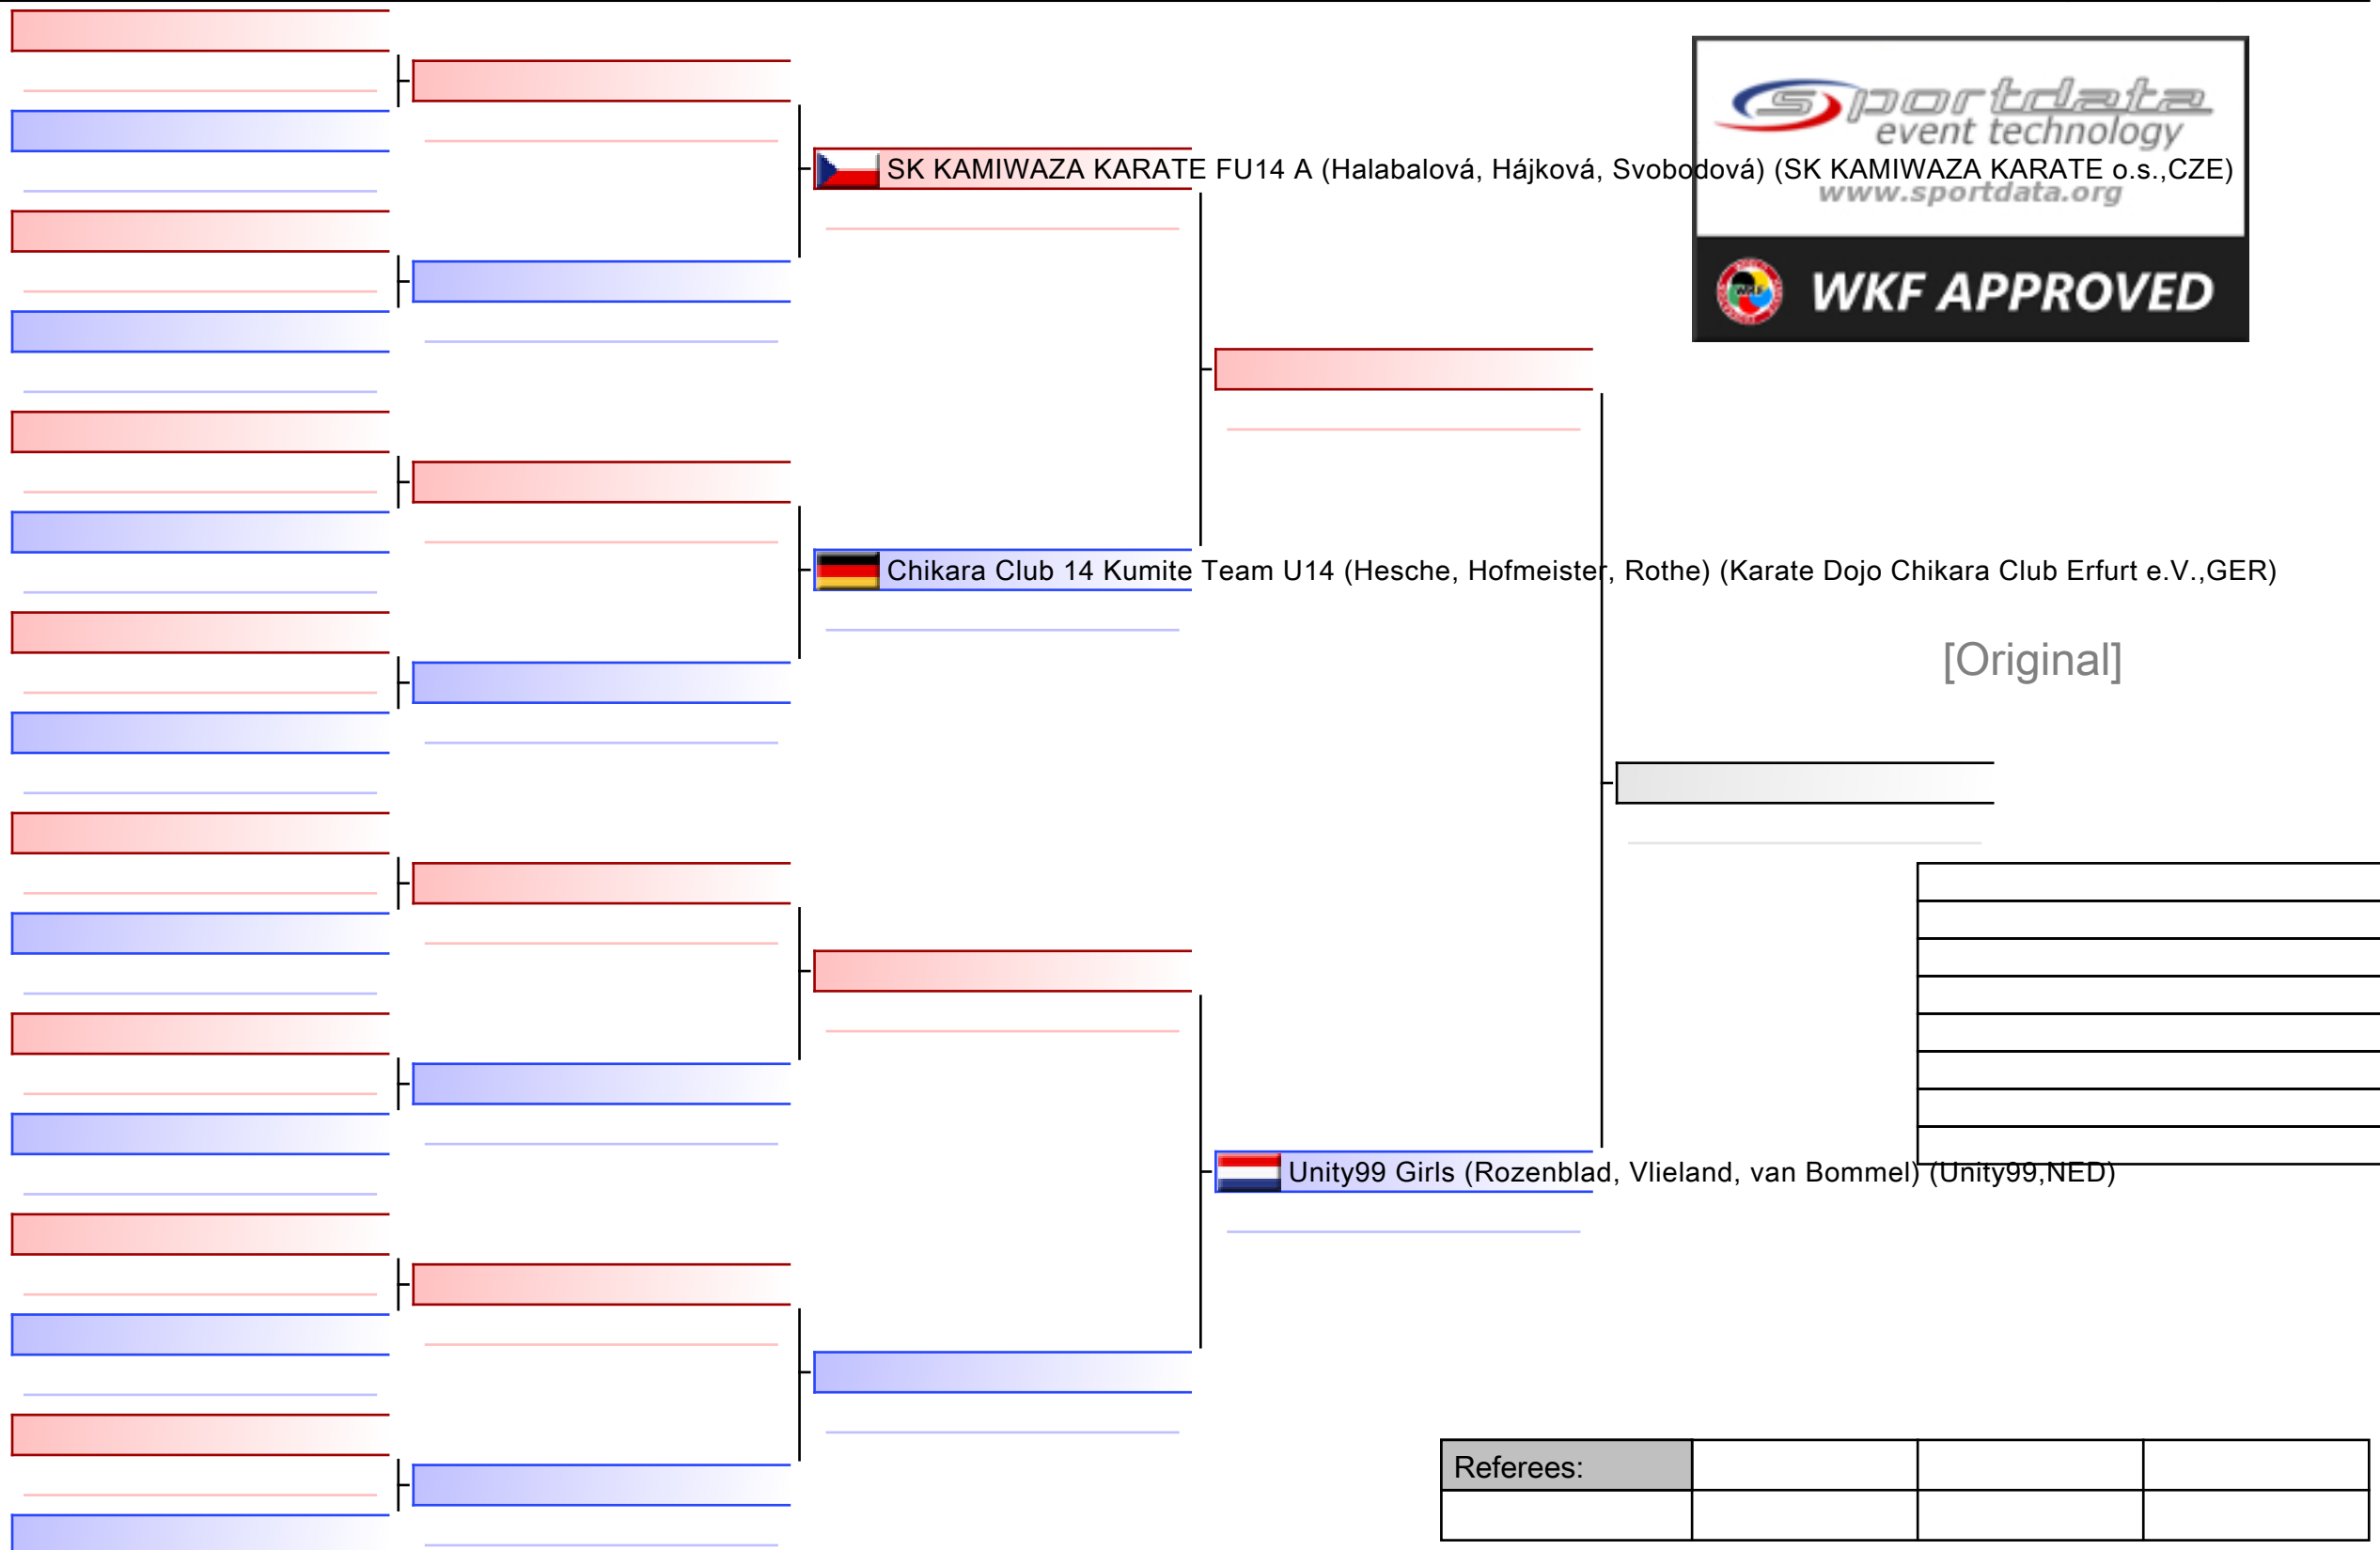 sportdata
event technology
SK KAMIWAZA KARATE FU14 A (Halabalová, Hájková, Svobodová) (SK KAMIWAZA KARATE o.s.,CZE)
www.sportdata.org
WKF APPROVED
Chikara Club 14 Kumite Team U14 (Hesche, Hofmeister, Rothe) (Karate Dojo Chikara Club Erfurt e.V.,GER)
[Original]
Unity99 Girls (Rozenblad, Vlieland, van Bommel) (Unity99,NED)
Referees: